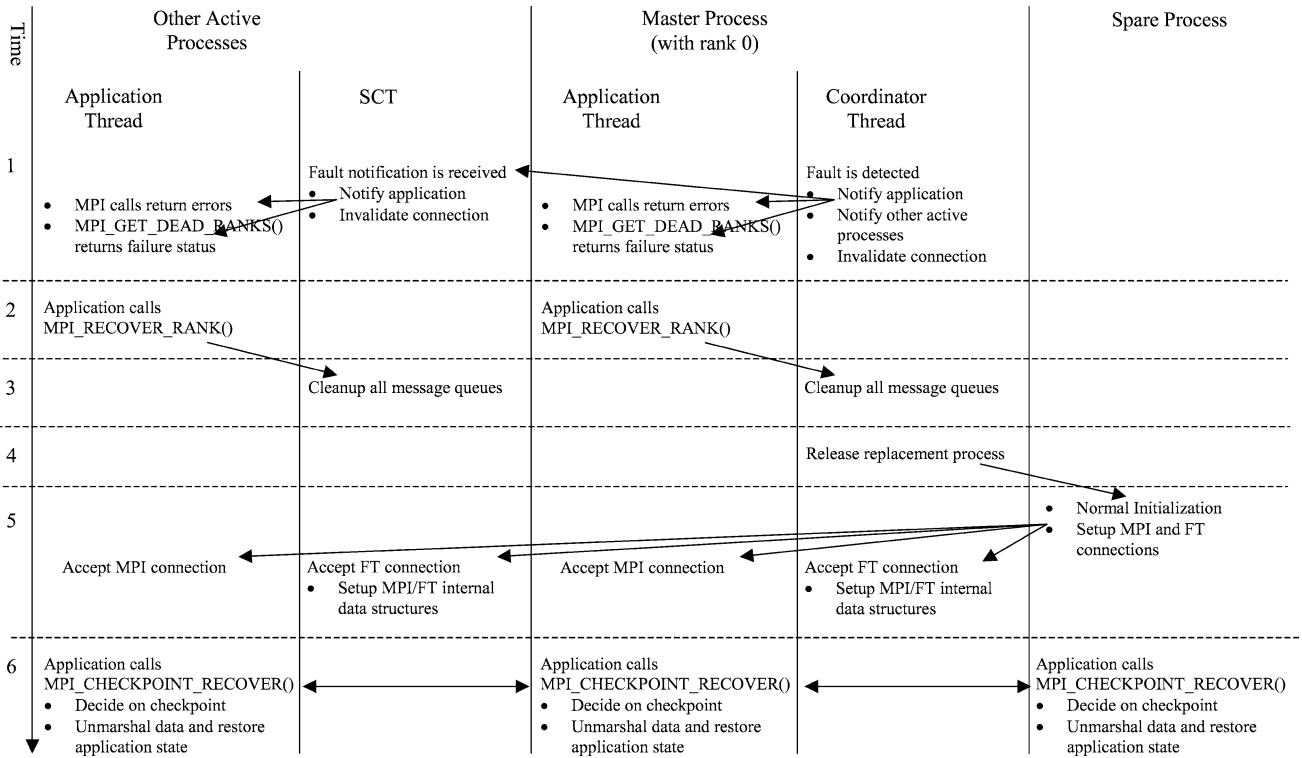 Time
Other Active
Processes
Master Process
(with rank 0)
Spare Process
Application
Thread
SCT
Application
Thread
Coordinator
Thread
1
• MPI calls return errors
• MPI_GET_DEAD_RANKS()
returns failure status
Fault notification is received
• Notify application
• Invalidate connection
• MPI calls return errors
• MPI_GET_DEAD_RANKS()
returns failure status
Fault is detected
• Notify application
• Notify other active
processes
• Invalidate connection
2
Application calls
MPI_RECOVER_RANK()
Application calls
MPI_RECOVER_RANK()
3
Cleanup all message queues
Cleanup all message queues
4
Release replacement process
5
• Normal Initialization
• Setup MPI and FT
connections
Accept MPI connection
Accept FT connection
• Setup MPI/FT internal
data structures
Accept MPI connection
Accept FT connection
• Setup MPI/FT internal
data structures
6
Application calls
MPI_CHECKPOINT_RECOVER()
• Decide on checkpoint
• Unmarshal data and restore
application state
Application calls
MPI_CHECKPOINT_RECOVER()
• Decide on checkpoint
• Unmarshal data and restore
application state
Application calls
MPI_CHECKPOINT_RECOVER()
• Decide on checkpoint
• Unmarshal data and restore
application state